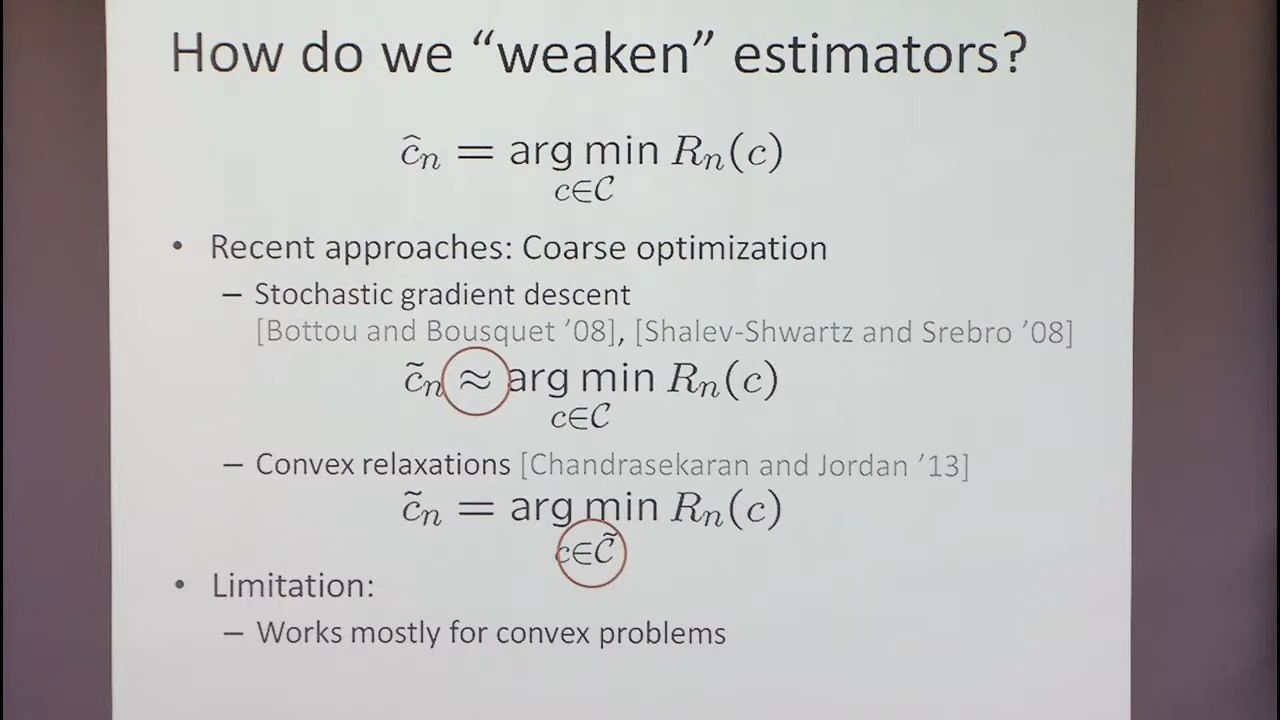 How do we “weaken” estimators?
ĉₙ = arg min Rₙ(c)
c∈𝒞
• Recent approaches: Coarse optimization
– Stochastic gradient descent
[Bottou and Bousquet ’08], [Shalev-Shwartz and Srebro ’08]
c̃ₙ ≈ arg min Rₙ(c)
c∈𝒞
– Convex relaxations [Chandrasekaran and Jordan ’13]
c̃ₙ = arg min Rₙ(c)
c∈𝒞̃
• Limitation:
– Works mostly for convex problems